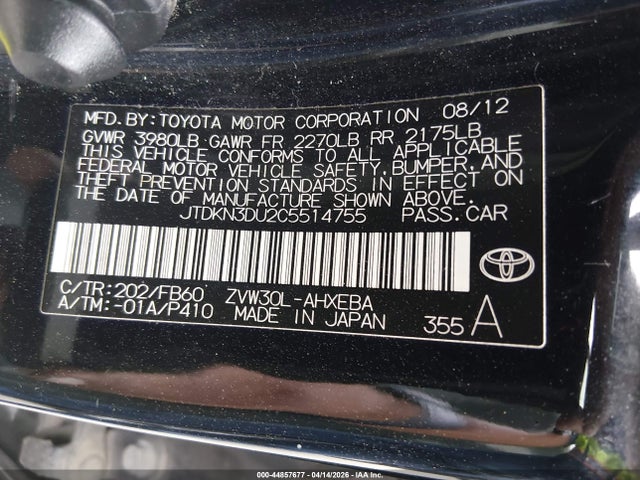 MFD.BY:TOYOTA MOTOR CORPORATION 08/12
GVWR 3980LB GAWR FR 2270LB RR 2175LB
THIS VEHICLE CONFORMS TO ALL APPLICABLE
FEDERAL MOTOR VEHICLE SAFETY,BUMPER,AND
THEFT PREVENTION STANDARDS IN EFFECT ON
THE DATE OF MANUFACTURE SHOWN ABOVE.
JTDKN3DU2C5514755 PASS.CAR
C/TR:202/FB60 ZVW30L-AHXEBA
A/TM:-01A/P410 MADE IN JAPAN 355 A
000-44857677 - 04/14/2026 - IAAI.COM